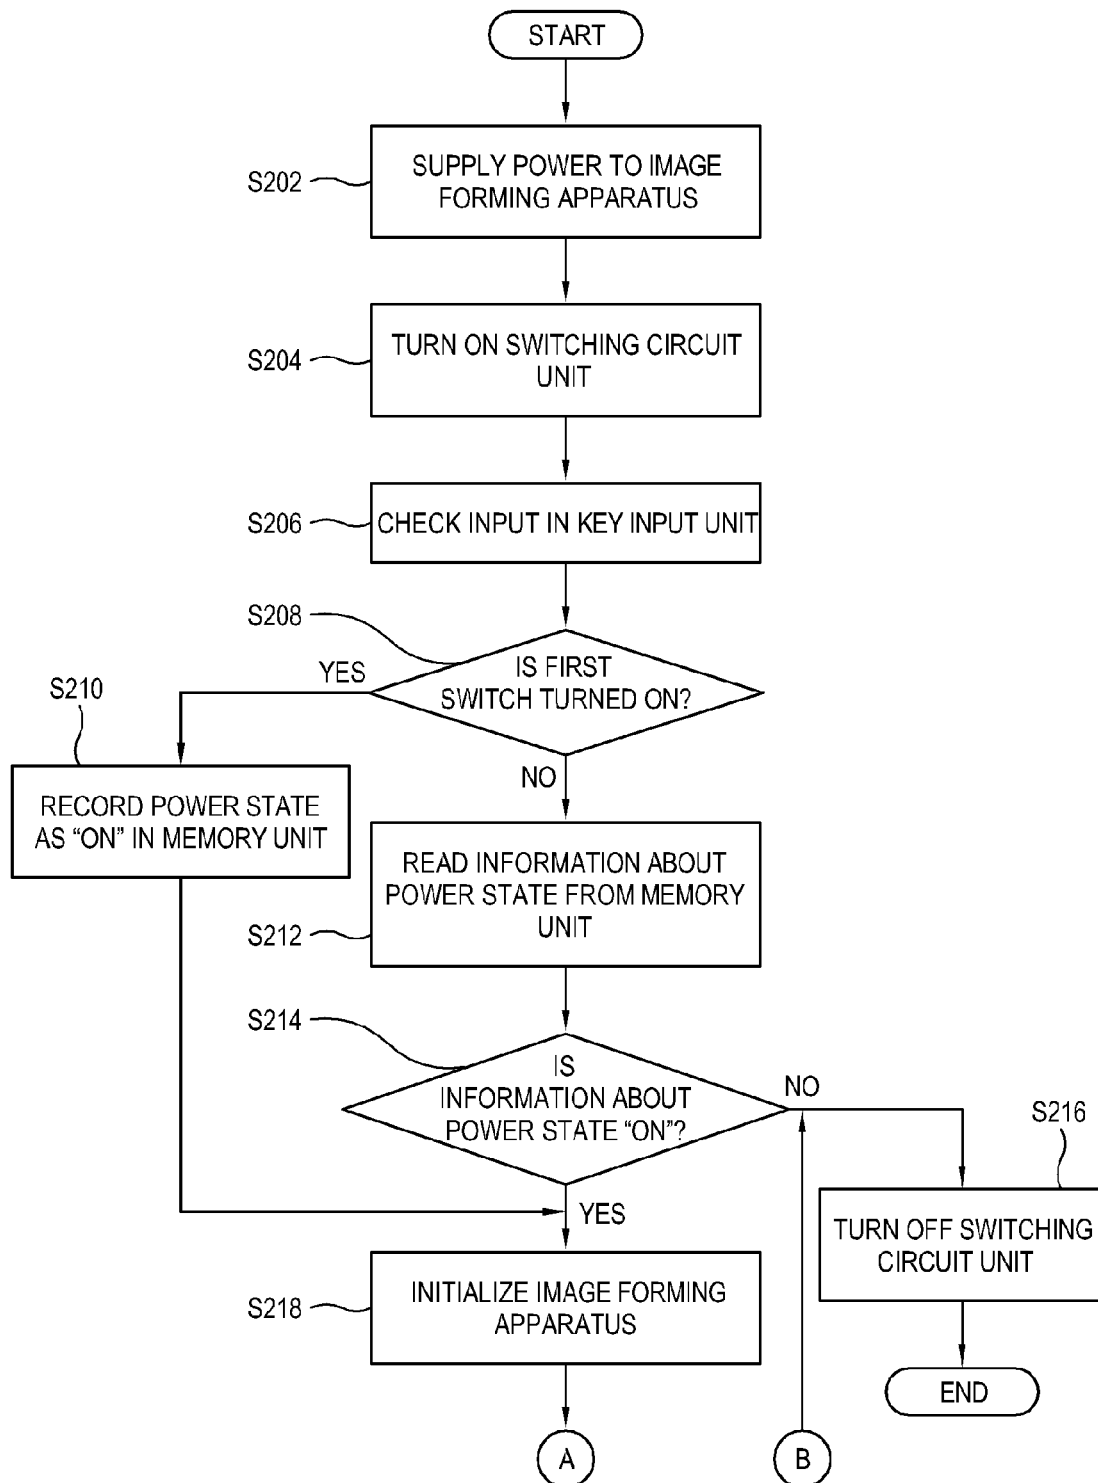 START
S202
SUPPLY POWER TO IMAGE
FORMING APPARATUS
S204
TURN ON SWITCHING CIRCUIT
UNIT
S206
CHECK INPUT IN KEY INPUT UNIT
S208
IS FIRST
SWITCH TURNED ON?
YES
NO
S210
RECORD POWER STATE
AS “ON” IN MEMORY UNIT
S212
READ INFORMATION ABOUT
POWER STATE FROM MEMORY
UNIT
S214
IS
INFORMATION ABOUT
POWER STATE “ON”?
NO
YES
S216
TURN OFF SWITCHING
CIRCUIT UNIT
S218
INITIALIZE IMAGE FORMING
APPARATUS
END
A
B